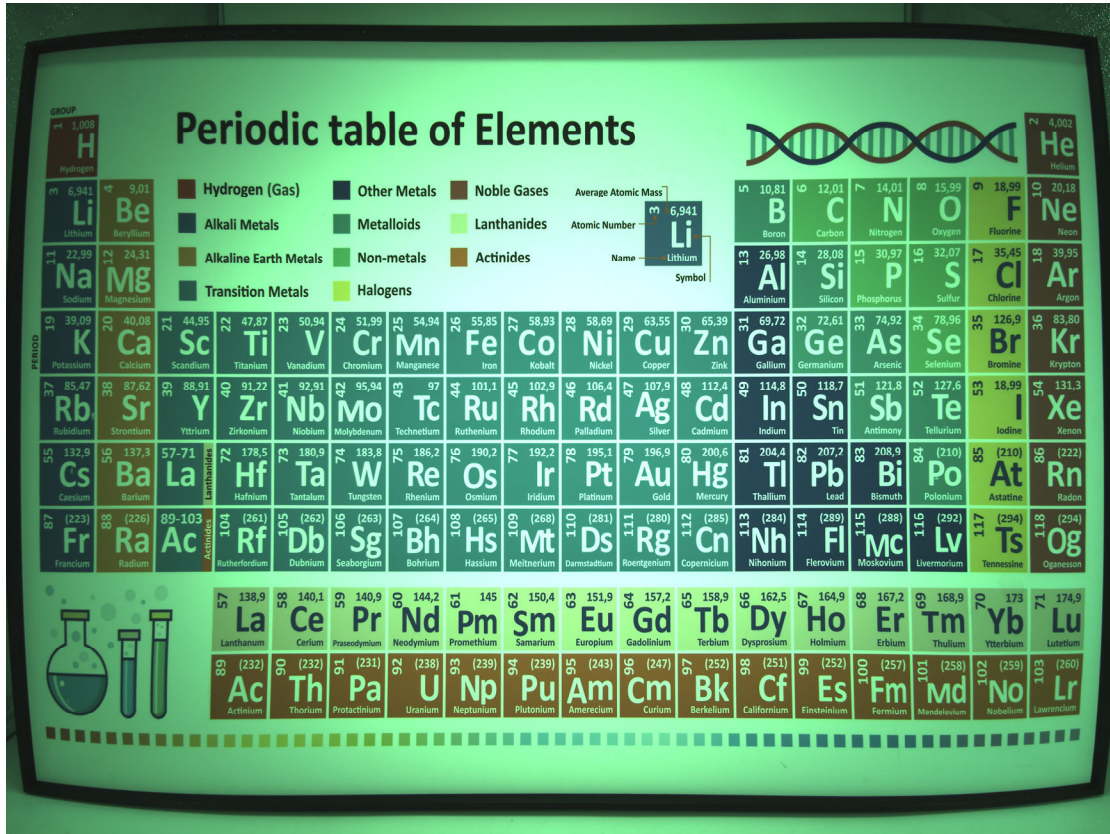 GROUP
Periodic table of Elements
PERIOD
Hydrogen (Gas)
Alkali Metals
Alkaline Earth Metals
Transition Metals
Other Metals
Metalloids
Non-metals
Halogens
Noble Gases
Lanthanides
Actinides
Average Atomic Mass
Atomic Number
Name
Symbol
3 6,941 Li Lithium
1 1,008 H Hydrogen
2 4,002 He Helium
3 6,941 Li Lithium
4 9,01 Be Beryllium
5 10,81 B Boron
6 12,01 C Carbon
7 14,01 N Nitrogen
8 15,99 O Oxygen
9 18,99 F Fluorine
10 20,18 Ne Neon
11 22,99 Na Sodium
12 24,31 Mg Magnesium
13 26,98 Al Aluminium
14 28,08 Si Silicon
15 30,97 P Phosphorus
16 32,07 S Sulfur
17 35,45 Cl Chlorine
18 39,95 Ar Argon
19 39,09 K Potassium
20 40,08 Ca Calcium
21 44,95 Sc Scandium
22 47,87 Ti Titanium
23 50,94 V Vanadium
24 51,99 Cr Chromium
25 54,94 Mn Manganese
26 55,85 Fe Iron
27 58,93 Co Kobalt
28 58,69 Ni Nickel
29 63,55 Cu Copper
30 65,39 Zn Zink
31 69,72 Ga Gallium
32 72,61 Ge Germanium
33 74,92 As Arsenic
34 78,96 Se Selenium
35 126,9 Br Bromine
36 83,80 Kr Krypton
37 85,47 Rb Rubidium
38 87,62 Sr Strontium
39 88,91 Y Yttrium
40 91,22 Zr Zirkonium
41 92,91 Nb Niobium
42 95,94 Mo Molybdenum
43 97 Tc Technetium
44 101,1 Ru Ruthenium
45 102,9 Rh Rhodium
46 106,4 Rd Palladium
47 107,9 Ag Silver
48 112,4 Cd Cadmium
49 114,8 In Indium
50 118,7 Sn Tin
51 121,8 Sb Antimony
52 127,6 Te Tellurium
53 18,99 I Iodine
54 131,3 Xe Xenon
55 132,9 Cs Caesium
56 137,3 Ba Barium
57-71 La Lanthanides
72 178,5 Hf Hafnium
73 180,9 Ta Tantalum
74 183,8 W Tungsten
75 186,2 Re Rhenium
76 190,2 Os Osmium
77 192,2 Ir Iridium
78 195,1 Pt Platinum
79 196,9 Au Gold
80 200,6 Hg Mercury
81 204,4 Tl Thallium
82 207,2 Pb Lead
83 208,9 Bi Bismuth
84 (210) Po Polonium
85 (210) At Astatine
86 (222) Rn Radon
87 (223) Fr Francium
88 (226) Ra Radium
89-103 Ac Actinides
104 (261) Rf Rutherfordium
105 (262) Db Dubnium
106 (263) Sg Seaborgium
107 (264) Bh Bohrium
108 (265) Hs Hassium
109 (268) Mt Meitnerium
110 (281) Ds Darmstadtium
111 (280) Rg Roentgenium
112 (285) Cn Copernicium
113 (284) Nh Nihonium
114 (289) Fl Flerovium
115 (288) Mc Moskovium
116 (292) Lv Livermorium
117 (294) Ts Tennessine
118 (294) Og Oganesson
57 138,9 La Lanthanum
58 140,1 Ce Cerium
59 140,9 Pr Praseodymium
60 144,2 Nd Neodymium
61 145 Pm Promethium
62 150,4 Sm Samarium
63 151,9 Eu Europium
64 157,2 Gd Gadolinium
65 158,9 Tb Terbium
66 162,5 Dy Dysprosium
67 164,9 Ho Holmium
68 167,2 Er Erbium
69 168,9 Tm Thulium
70 173 Yb Ytterbium
71 174,9 Lu Lutetium
89 (232) Ac Actinium
90 (232) Th Thorium
91 (231) Pa Protactinium
92 (238) U Uranium
93 (239) Np Neptunium
94 (239) Pu Plutonium
95 (243) Am Amerecium
96 (247) Cm Curium
97 (252) Bk Berkelium
98 (251) Cf Californium
99 (252) Es Einsteinium
100 (257) Fm Fermium
101 (258) Md Mendelevium
102 (259) No Nobelium
103 (260) Lr Lawrencium